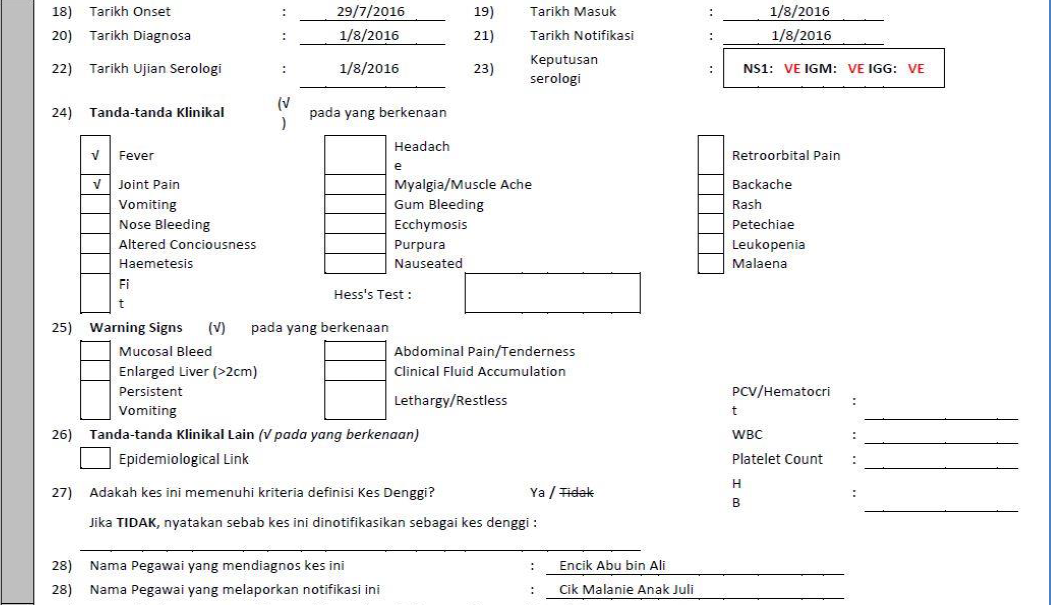 18) Tarikh Onset : 29/7/2016 19) Tarikh Masuk : 1/8/2016
20) Tarikh Diagnosa : 1/8/2016 21) Tarikh Notifikasi : 1/8/2016
22) Tarikh Ujian Serologi : 1/8/2016 23) Keputusan serologi : NS1: VE IGM: VE IGG: VE
24) Tanda-tanda Klinikal (√) pada yang berkenaan
√ Fever Headache Retroorbital Pain
√ Joint Pain Myalgia/Muscle Ache Backache
Vomiting Gum Bleeding Rash
Nose Bleeding Ecchymosis Petechiae
Altered Conciousness Purpura Leukopenia
Haemetesis Nauseated Malaena
Fit Hess's Test :
25) Warning Signs (√) pada yang berkenaan
Mucosal Bleed Abdominal Pain/Tenderness
Enlarged Liver (>2cm) Clinical Fluid Accumulation
Persistent Vomiting Lethargy/Restless PCV/Hematocrit :
26) Tanda-tanda Klinikal Lain (√ pada yang berkenaan) WBC :
Epidemiological Link Platelet Count :
27) Adakah kes ini memenuhi kriteria definisi Kes Denggi? Ya / Tidak HB :
Jika TIDAK, nyatakan sebab kes ini dinotifikasikan sebagai kes denggi :
28) Nama Pegawai yang mendiagnos kes ini : Encik Abu bin Ali
28) Nama Pegawai yang melaporkan notifikasi ini : Cik Malanie Anak Juli